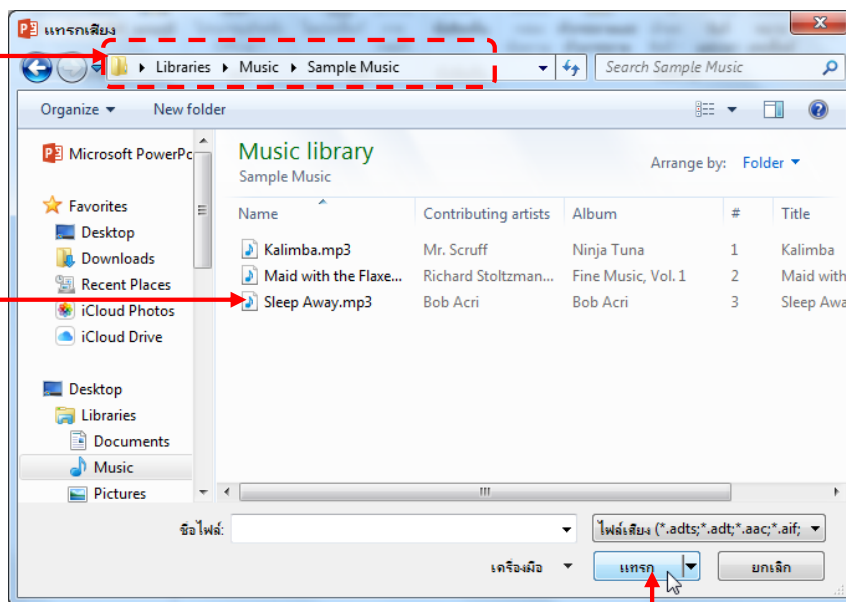 แทรกเสียง
Libraries Music Sample Music
Search Sample Music
Organize New folder
Microsoft PowerPc
Favorites
Desktop
Downloads
Recent Places
iCloud Photos
iCloud Drive
Desktop
Libraries
Documents
Music
Pictures
Music library
Sample Music
Arrange by: Folder
Name Contributing artists Album # Title
Kalimba.mp3 Mr. Scruff Ninja Tuna 1 Kalimba
Maid with the Flaxe... Richard Stoltzman... Fine Music, Vol. 1 2 Maid with
Sleep Away.mp3 Bob Acri Bob Acri 3 Sleep Awa
ชื่อไฟล์:
ไฟล์เสียง (*.adts;*.adt;*.aac;*.aif;
เครื่องมือ แทรก ยกเลิก